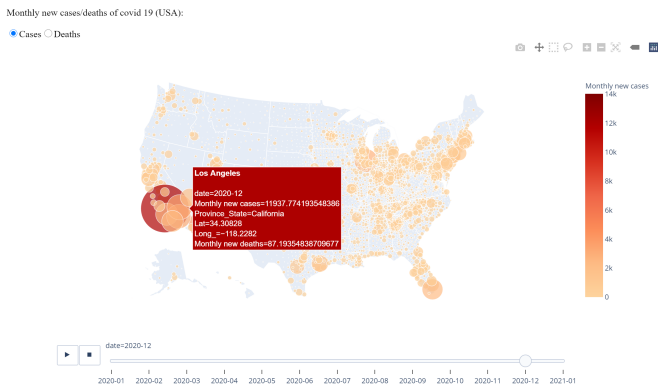 Monthly new cases/deaths of covid 19 (USA):
Cases Deaths
Monthly new cases
14k
12k
10k
8k
6k
4k
2k
0
Los Angeles
date=2020-12
Monthly new cases=11937.774193548386
Province_State=California
Lat=34.30828
Long_=−118.2282
Monthly new deaths=87.19354838709677
date=2020-12
2020-01 2020-02 2020-03 2020-04 2020-05 2020-06 2020-07 2020-08 2020-09 2020-10 2020-11 2020-12 2021-01